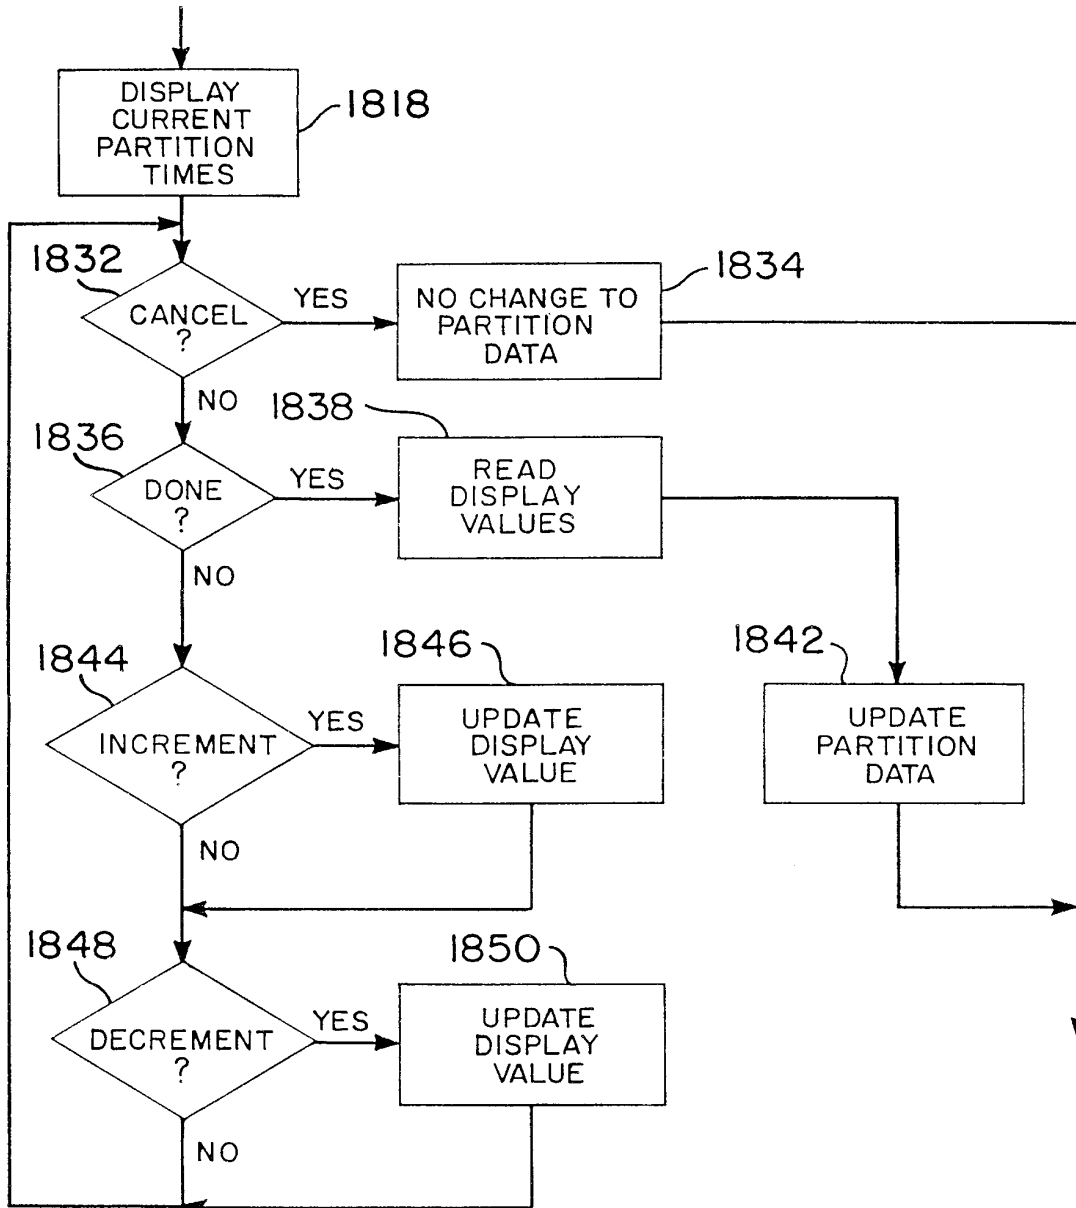 DISPLAY
CURRENT
PARTITION
TIMES
1818
1832
CANCEL
?
YES
NO CHANGE TO
PARTITION
DATA
1834
NO
1836
DONE
?
YES
1838
READ
DISPLAY
VALUES
NO
1844
INCREMENT
?
YES
1846
UPDATE
DISPLAY
VALUE
1842
UPDATE
PARTITION
DATA
NO
1848
DECREMENT
?
YES
1850
UPDATE
DISPLAY
VALUE
NO